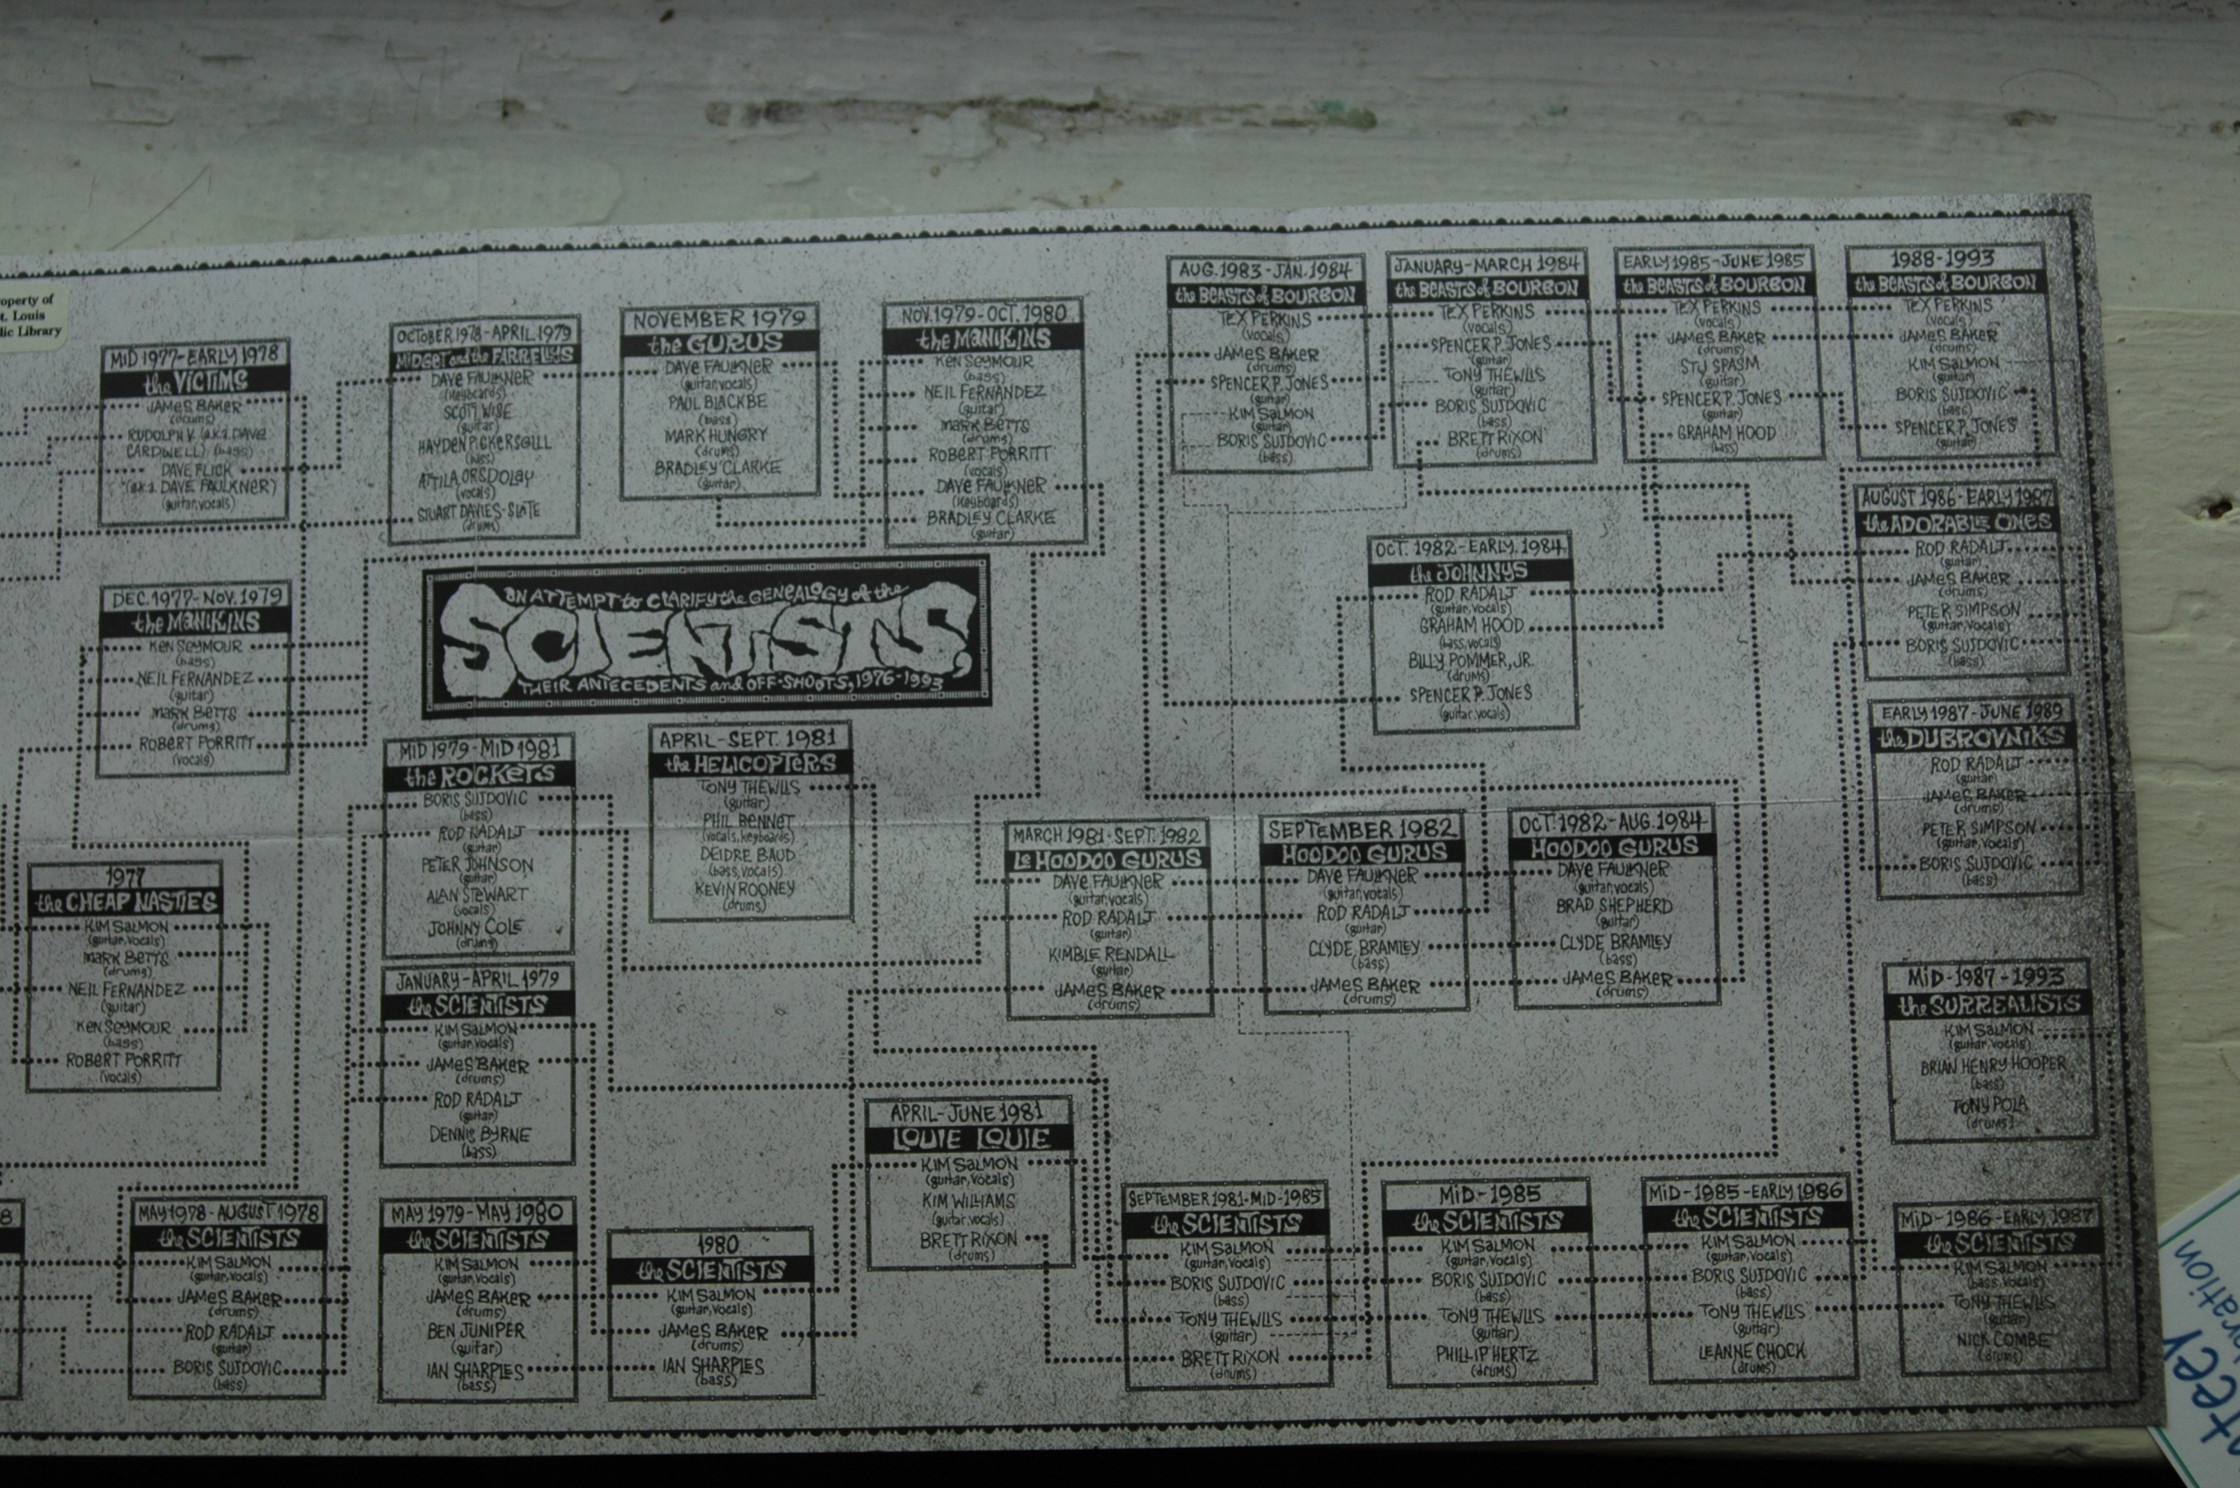 operty of
t. Louis
lic Library
MID 1977-EARLY 1978
the VICTIMS
JAMES BAKER
(drums)
RUDOLPH V. (a.k.a. DAVE
CARDWELL) (bass)
DAVE FLICK
(a.k.a. DAVE FAULKNER)
(guitar, vocals)
OCTOBER 1978-APRIL 1979
MIDGET and the FARRELLYS
DAVE FAULKNER
(keyboards)
SCOTT WISE
(guitar)
HAYDEN PICKERSGILL
(bass)
ATTILA ORSDOLAY
(vocals)
STUART DAVIES-SLATE
(drums)
NOVEMBER 1979
the GURUS
DAVE FAULKNER
(guitar, vocals)
PAUL BLACKBE
(bass)
MARK HUNGRY
(drums)
BRADLEY CLARKE
(guitar)
NOV. 1979-OCT. 1980
the MANIKINS
KEN SEYMOUR
(bass)
NEIL FERNANDEZ
(guitar)
MARK BETTS
(drums)
ROBERT PORRITT
(vocals)
DAVE FAULKNER
(keyboards)
BRADLEY CLARKE
(guitar)
AUG. 1983-JAN. 1984
the BEASTS of BOURBON
TEX PERKINS
(vocals)
JAMES BAKER
(drums)
SPENCER P. JONES
(guitar)
KIM SALMON
(guitar)
BORIS SUJDOVIC
(bass)
JANUARY-MARCH 1984
the BEASTS of BOURBON
TEX PERKINS
(vocals)
SPENCER P. JONES
(guitar)
TONY THEWLIS
(guitar)
BORIS SUJDOVIC
(bass)
BRETT RIXON
(drums)
EARLY 1985-JUNE 1985
the BEASTS of BOURBON
TEX PERKINS
(vocals)
JAMES BAKER
(drums)
STU SPASM
(guitar)
SPENCER P. JONES
(guitar)
GRAHAM HOOD
(bass)
1988-1993
the BEASTS of BOURBON
TEX PERKINS
(vocals)
JAMES BAKER
(drums)
KIM SALMON
(guitar)
BORIS SUJDOVIC
(bass)
SPENCER P. JONES
(guitar)
AUGUST 1986-EARLY 1987
the ADORABLE ONES
ROD RADALJ
(guitar)
JAMES BAKER
(drums)
PETER SIMPSON
(guitar, vocals)
BORIS SUJDOVIC
(bass)
DEC. 1977-NOV. 1979
the MANIKINS
KEN SEYMOUR
(bass)
NEIL FERNANDEZ
(guitar)
MARK BETTS
(drums)
ROBERT PORRITT
(vocals)
AN ATTEMPT to CLARIFY the GENEALOGY of the
SCIENTISTS,
THEIR ANTECEDENTS and OFF-SHOOTS, 1976-1993
OCT. 1982-EARLY. 1984
the JOHNNYS
ROD RADALJ
(guitar, vocals)
GRAHAM HOOD
(bass, vocals)
BILLY POMMER, JR.
(drums)
SPENCER P. JONES
(guitar, vocals)
EARLY 1987-JUNE 1989
the DUBROVNIKS
ROD RADALJ
(guitar)
JAMES BAKER
(drums)
PETER SIMPSON
(guitar, vocals)
BORIS SUJDOVIC
(bass)
MID 1979-MID 1981
the ROCKETS
BORIS SUJDOVIC
(bass)
ROD RADALJ
(guitar)
PETER JOHNSON
(guitar)
ALAN STEWART
(vocals)
JOHNNY COLE
(drums)
APRIL-SEPT. 1981
the HELICOPTERS
TONY THEWLIS
(guitar)
PHIL BENNET
(vocals, keyboards)
DEIDRE BAUD
(bass, vocals)
KEVIN ROONEY
(drums)
MARCH 1981-SEPT. 1982
Le HOODOO GURUS
DAVE FAULKNER
(guitar, vocals)
ROD RADALJ
(guitar)
KIMBLE RENDALL
(guitar)
JAMES BAKER
(drums)
SEPTEMBER 1982
HOODOO GURUS
DAVE FAULKNER
(guitar, vocals)
ROD RADALJ
(guitar)
CLYDE BRAMLEY
(bass)
JAMES BAKER
(drums)
OCT. 1982-AUG. 1984
HOODOO GURUS
DAVE FAULKNER
(guitar, vocals)
BRAD SHEPHERD
(guitar)
CLYDE BRAMLEY
(bass)
JAMES BAKER
(drums)
1977
the CHEAP NASTIES
KIM SALMON
(guitar, vocals)
MARK BETTS
(drums)
NEIL FERNANDEZ
(guitar)
KEN SEYMOUR
(bass)
ROBERT PORRITT
(vocals)
JANUARY-APRIL 1979
the SCIENTISTS
KIM SALMON
(guitar, vocals)
JAMES BAKER
(drums)
ROD RADALJ
(guitar)
DENNIS BYRNE
(bass)
MID-1987-1993
the SURREALISTS
KIM SALMON
(guitar, vocals)
BRIAN HENRY HOOPER
(bass)
TONY POLA
(drums)
APRIL-JUNE 1981
LOUIE LOUIE
KIM SALMON
(guitar, vocals)
KIM WILLIAMS
(guitar, vocals)
BRETT RIXON
(drums)
8
MAY 1978-AUGUST 1978
the SCIENTISTS
KIM SALMON
(guitar, vocals)
JAMES BAKER
(drums)
ROD RADALJ
(guitar)
BORIS SUJDOVIC
(bass)
MAY 1979-MAY 1980
the SCIENTISTS
KIM SALMON
(guitar, vocals)
JAMES BAKER
(drums)
BEN JUNIPER
(guitar)
IAN SHARPLES
(bass)
1980
the SCIENTISTS
KIM SALMON
(guitar, vocals)
JAMES BAKER
(drums)
IAN SHARPLES
(bass)
SEPTEMBER 1981-MID-1985
the SCIENTISTS
KIM SALMON
(guitar, vocals)
BORIS SUJDOVIC
(bass)
TONY THEWLIS
(guitar)
BRETT RIXON
(drums)
MID-1985
the SCIENTISTS
KIM SALMON
(guitar, vocals)
BORIS SUJDOVIC
(bass)
TONY THEWLIS
(guitar)
PHILLIP HERTZ
(drums)
MID-1985-EARLY 1986
the SCIENTISTS
KIM SALMON
(guitar, vocals)
BORIS SUJDOVIC
(bass)
TONY THEWLIS
(guitar)
LEANNE CHOCK
(drums)
MID-1986-EARLY 1987
the SCIENTISTS
KIM SALMON
(bass, vocals)
TONY THEWLIS
(guitar)
NICK COMBE
(drums)